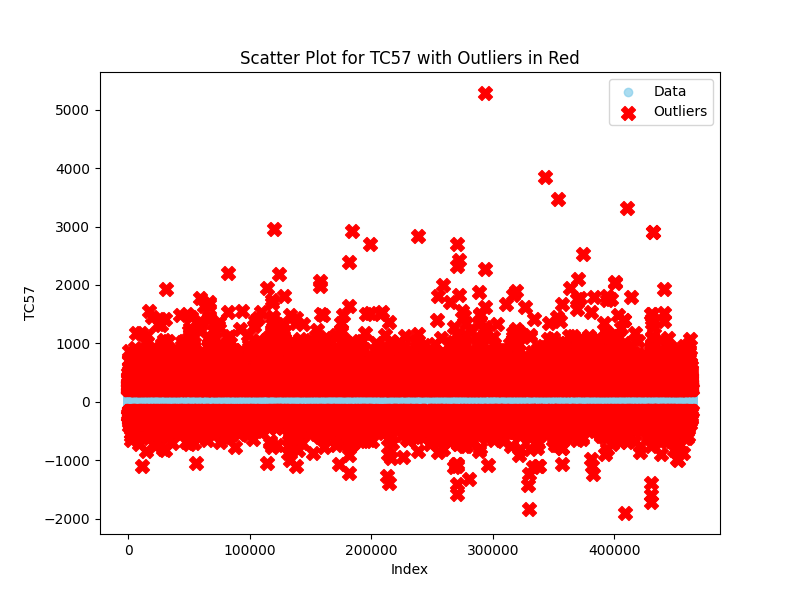 Scatter Plot for TC57 with Outliers in Red
Data
Outliers
5000
4000
3000
2000
1000
0
−1000
−2000
TC57
0
100000
200000
300000
400000
Index